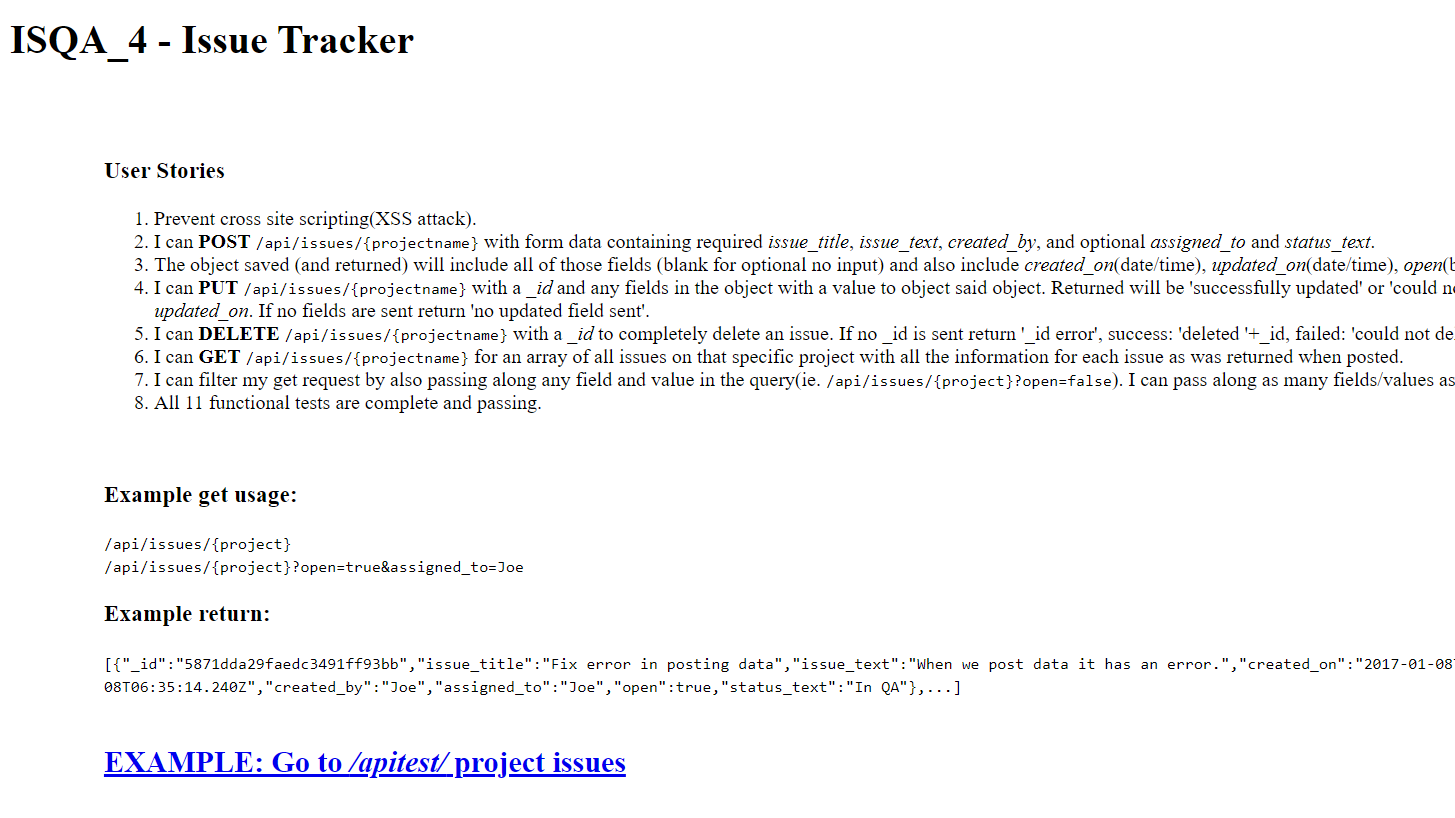 ISQA_4 - Issue Tracker
User Stories
1. Prevent cross site scripting(XSS attack).
2. I can POST /api/issues/{projectname} with form data containing required issue_title, issue_text, created_by, and optional assigned_to and status_text.
3. The object saved (and returned) will include all of those fields (blank for optional no input) and also include created_on(date/time), updated_on(date/time), open(b
4. I can PUT /api/issues/{projectname} with a _id and any fields in the object with a value to object said object. Returned will be 'successfully updated' or 'could n
updated_on. If no fields are sent return 'no updated field sent'.
5. I can DELETE /api/issues/{projectname} with a _id to completely delete an issue. If no _id is sent return '_id error', success: 'deleted '+_id, failed: 'could not de
6. I can GET /api/issues/{projectname} for an array of all issues on that specific project with all the information for each issue as was returned when posted.
7. I can filter my get request by also passing along any field and value in the query(ie. /api/issues/{project}?open=false). I can pass along as many fields/values as
8. All 11 functional tests are complete and passing.
Example get usage:
/api/issues/{project}
/api/issues/{project}?open=true&assigned_to=Joe
Example return:
[{"_id":"5871dda29faedc3491ff93bb","issue_title":"Fix error in posting data","issue_text":"When we post data it has an error.","created_on":"2017-01-08
08T06:35:14.240Z","created_by":"Joe","assigned_to":"Joe","open":true,"status_text":"In QA"},...]
EXAMPLE: Go to /apitest/ project issues